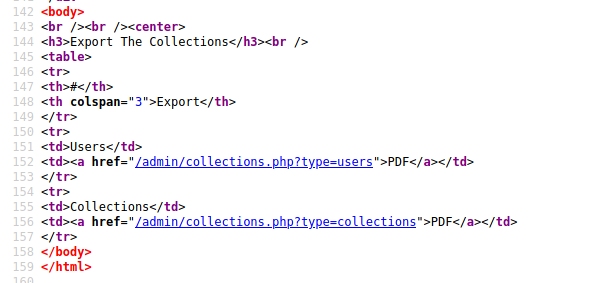 142 <body>
143 <br /><br /><center>
144 <h3>Export The Collections</h3><br />
145 <table>
146 <tr>
147 <th>#</th>
148 <th colspan="3">Export</th>
149 </tr>
150 <tr>
151 <td>Users</td>
152 <td><a href="/admin/collections.php?type=users">PDF</a></td>
153 </tr>
154 <tr>
155 <td>Collections</td>
156 <td><a href="/admin/collections.php?type=collections">PDF</a></td>
157 </tr>
158 </body>
159 </html>
160